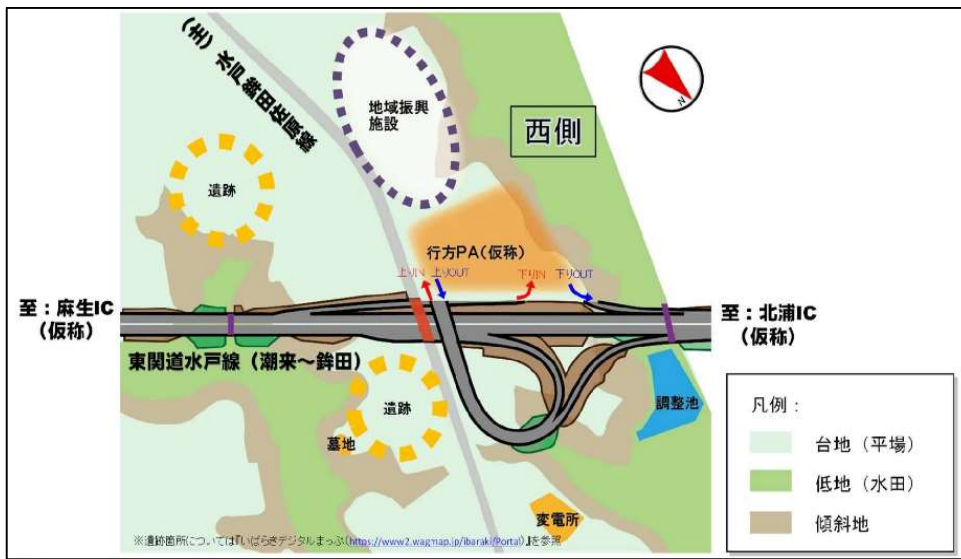 (主)水戸鉾田佐原線
地域振興
施設
N
西側
遺跡
行方PA(仮称)
上りIN
上りOUT
下りIN
下りOUT
至：麻生IC
(仮称)
至：北浦IC
(仮称)
東関道水戸線（潮来～鉾田）
遺跡
墓地
調整池
変電所
凡例：
台地（平場）
低地（水田）
傾斜地
※遺跡箇所については『いばらきデジタルまっぷ(https://www2.wagmap.jp/ibaraki/Portal)』を参照